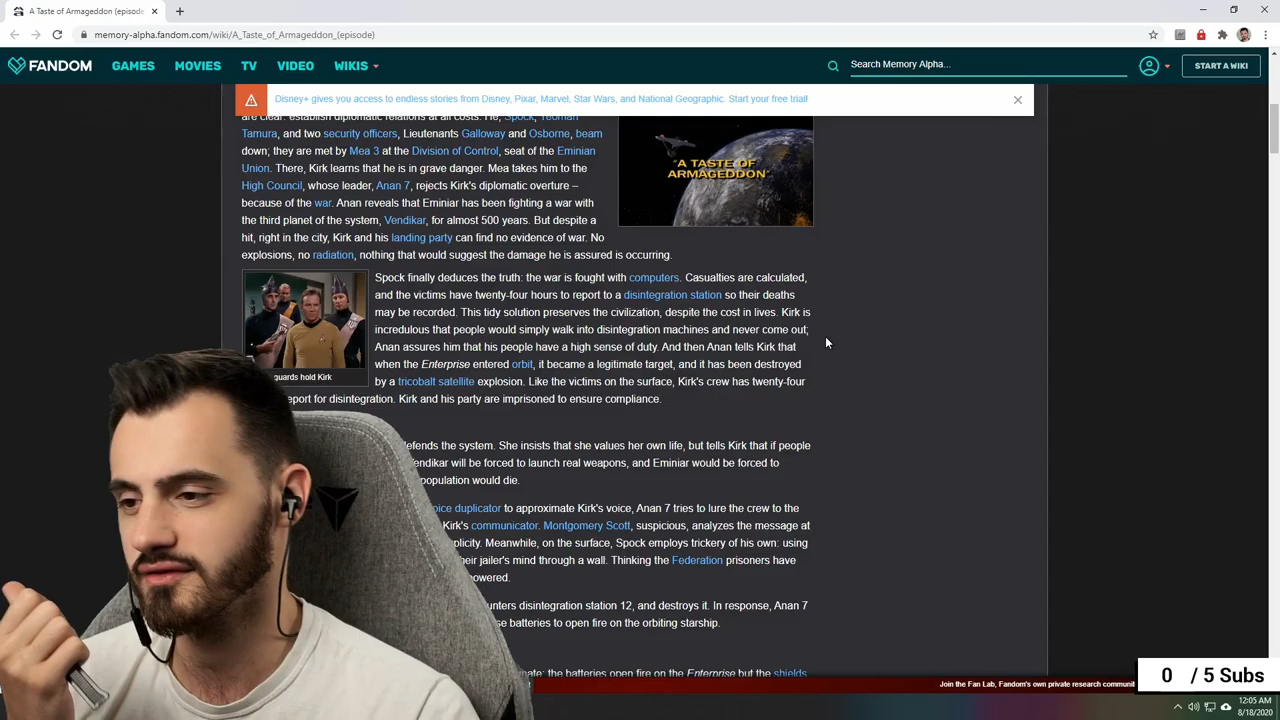 A Taste of Armageddon (episode)
memory-alpha.fandom.com/wiki/A_Taste_of_Armageddon_(episode)
FANDOM GAMES MOVIES TV VIDEO WIKIS Search Memory Alpha... START A WIKI
Disney+ gives you access to endless stories from Disney, Pixar, Marvel, Star Wars, and National Geographic. Start your free trial!
are clear: establish diplomatic relations at all costs. He, Spock, Yeoman
Tamura, and two security officers, Lieutenants Galloway and Osborne, beam
down; they are met by Mea 3 at the Division of Control, seat of the Eminian
Union. There, Kirk learns that he is in grave danger. Mea takes him to the
High Council, whose leader, Anan 7, rejects Kirk's diplomatic overture –
because of the war. Anan reveals that Eminiar has been fighting a war with
the third planet of the system, Vendikar, for almost 500 years. But despite a
hit, right in the city, Kirk and his landing party can find no evidence of war. No
explosions, no radiation, nothing that would suggest the damage he is assured is occurring.
"A TASTE OF
ARMAGEDDON"
Spock finally deduces the truth: the war is fought with computers. Casualties are calculated,
and the victims have twenty-four hours to report to a disintegration station so their deaths
may be recorded. This tidy solution preserves the civilization, despite the cost in lives. Kirk is
incredulous that people would simply walk into disintegration machines and never come out;
Anan assures him that his people have a high sense of duty. And then Anan tells Kirk that
when the Enterprise entered orbit, it became a legitimate target, and it has been destroyed
by a tricobalt satellite explosion. Like the victims on the surface, Kirk's crew has twenty-four
guards hold Kirk
eport for disintegration. Kirk and his party are imprisoned to ensure compliance.
efends the system. She insists that she values her own life, but tells Kirk that if people
endikar will be forced to launch real weapons, and Eminiar would be forced to
population would die.
oice duplicator to approximate Kirk's voice, Anan 7 tries to lure the crew to the
Kirk's communicator. Montgomery Scott, suspicious, analyzes the message at
plicity. Meanwhile, on the surface, Spock employs trickery of his own: using
eir jailer's mind through a wall. Thinking the Federation prisoners have
powered.
unters disintegration station 12, and destroys it. In response, Anan 7
se batteries to open fire on the orbiting starship.
nate: the batteries open fire on the Enterprise but the shields
Join the Fan Lab, Fandom's own private research communit
0 / 5 Subs
12:05 AM
8/18/2020